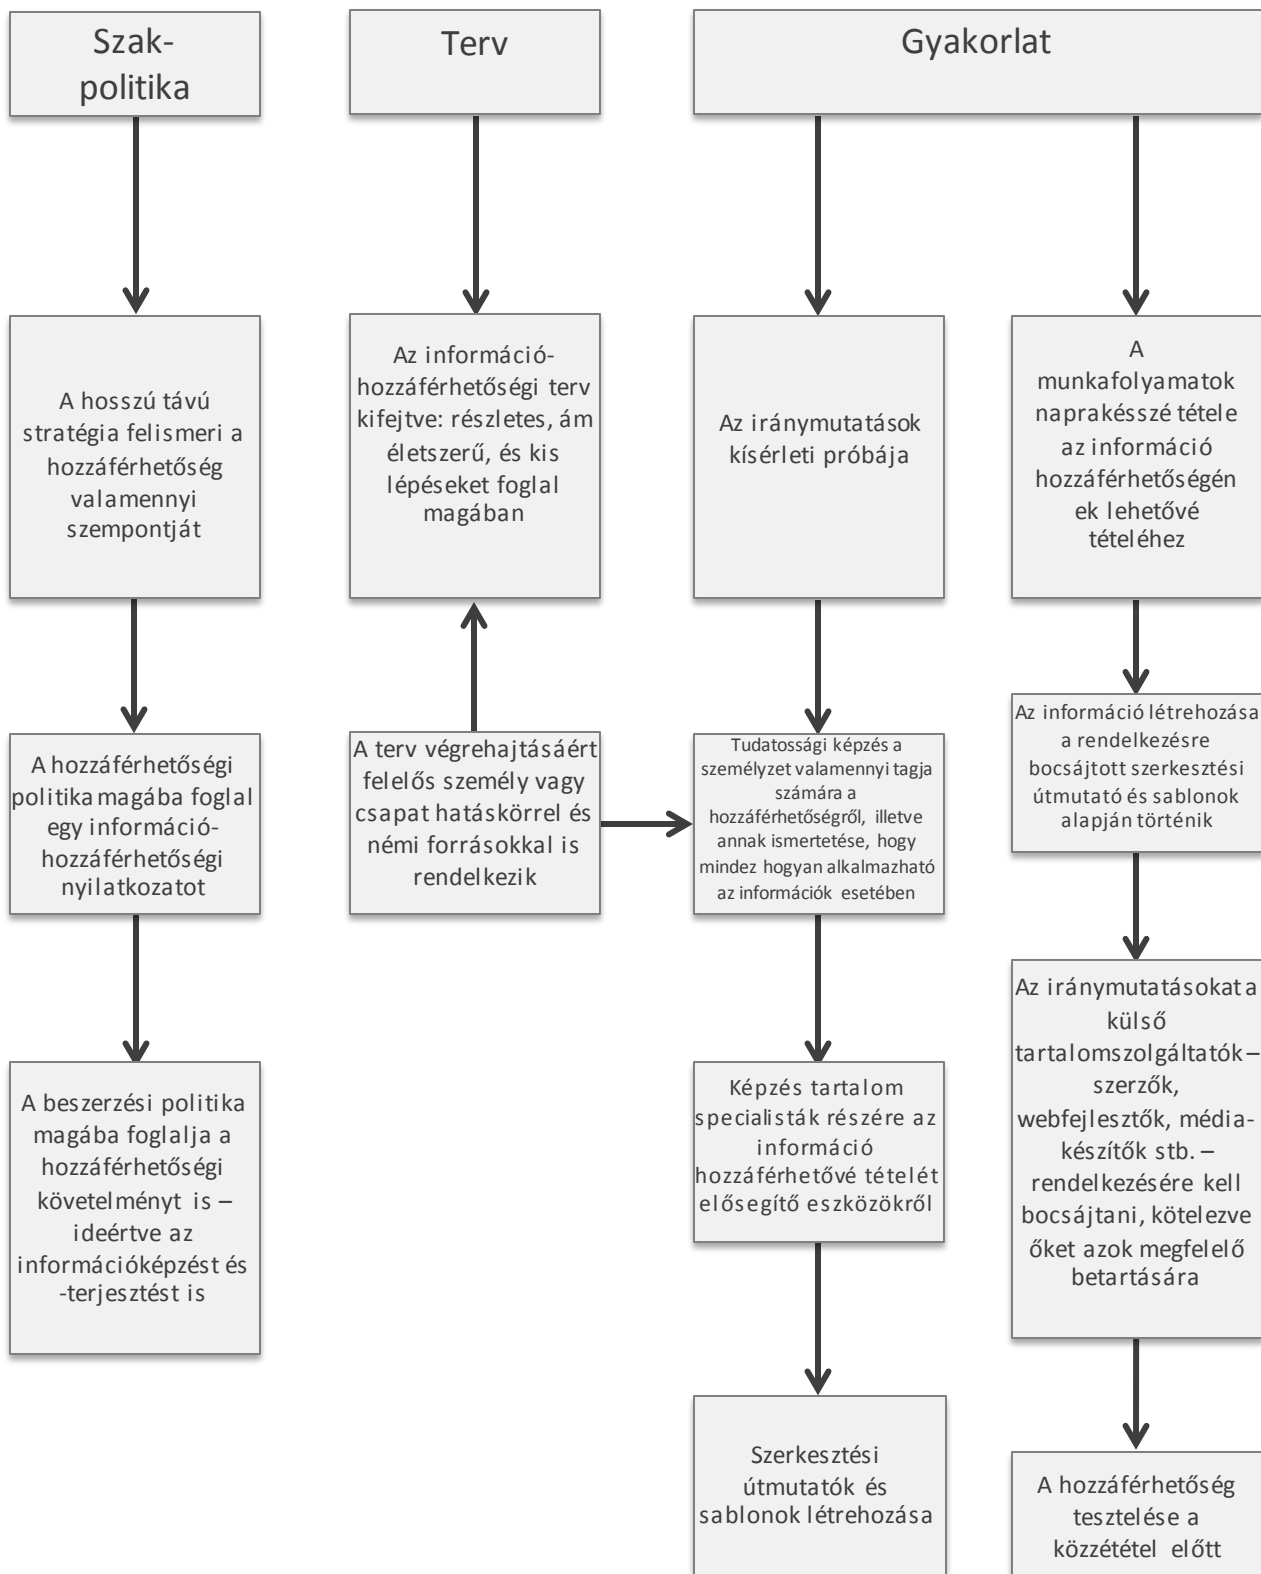 Szak-
politika
Terv
Gyakorlat
A hosszú távú
stratégia felismeri a
hozzáférhetőség
valamennyi
szempontját
Az információ-
hozzáférhetőségi terv
kifejtve: részletes, ám
életszerű, és kis
lépéseket foglal
magában
Az iránymutatások
kísérleti próbája
A
munkafolyamatok
naprakésszé tétele
az információ
hozzáférhetőségén
ek lehetővé
tételéhez
A hozzáférhetőségi
politika magába foglal
egy információ-
hozzáférhetőségi
nyilatkozatot
A terv végrehajtásáért
felelős személy vagy
csapat hatáskörrel és
némi forrásokkal is
rendelkezik
Tudatossági képzés a
személyzet valamennyi tagja
számára a
hozzáférhetőségről, illetve
annak ismertetése, hogy
mindez hogyan alkalmazható
az információk esetében
Az információ létrehozása
a rendelkezésre
bocsájtott szerkesztési
útmutató és sablonok
alapján történik
A beszerzési politika
magába foglalja a
hozzáférhetőségi
követelményt is –
ideértve az
információképzést és
-terjesztést is
Képzés tartalom
specialisták részére az
információ
hozzáférhetővé tételét
elősegítő eszközökről
Az iránymutatásokat a
külső
tartalomszolgáltatók –
szerzők,
webfejlesztők, média-
készítők stb. –
rendelkezésére kell
bocsájtani, kötelezve
őket azok megfelelő
betartására
Szerkesztési
útmutatók és
sablonok létrehozása
A hozzáférhetőség
tesztelése a
közzététel előtt